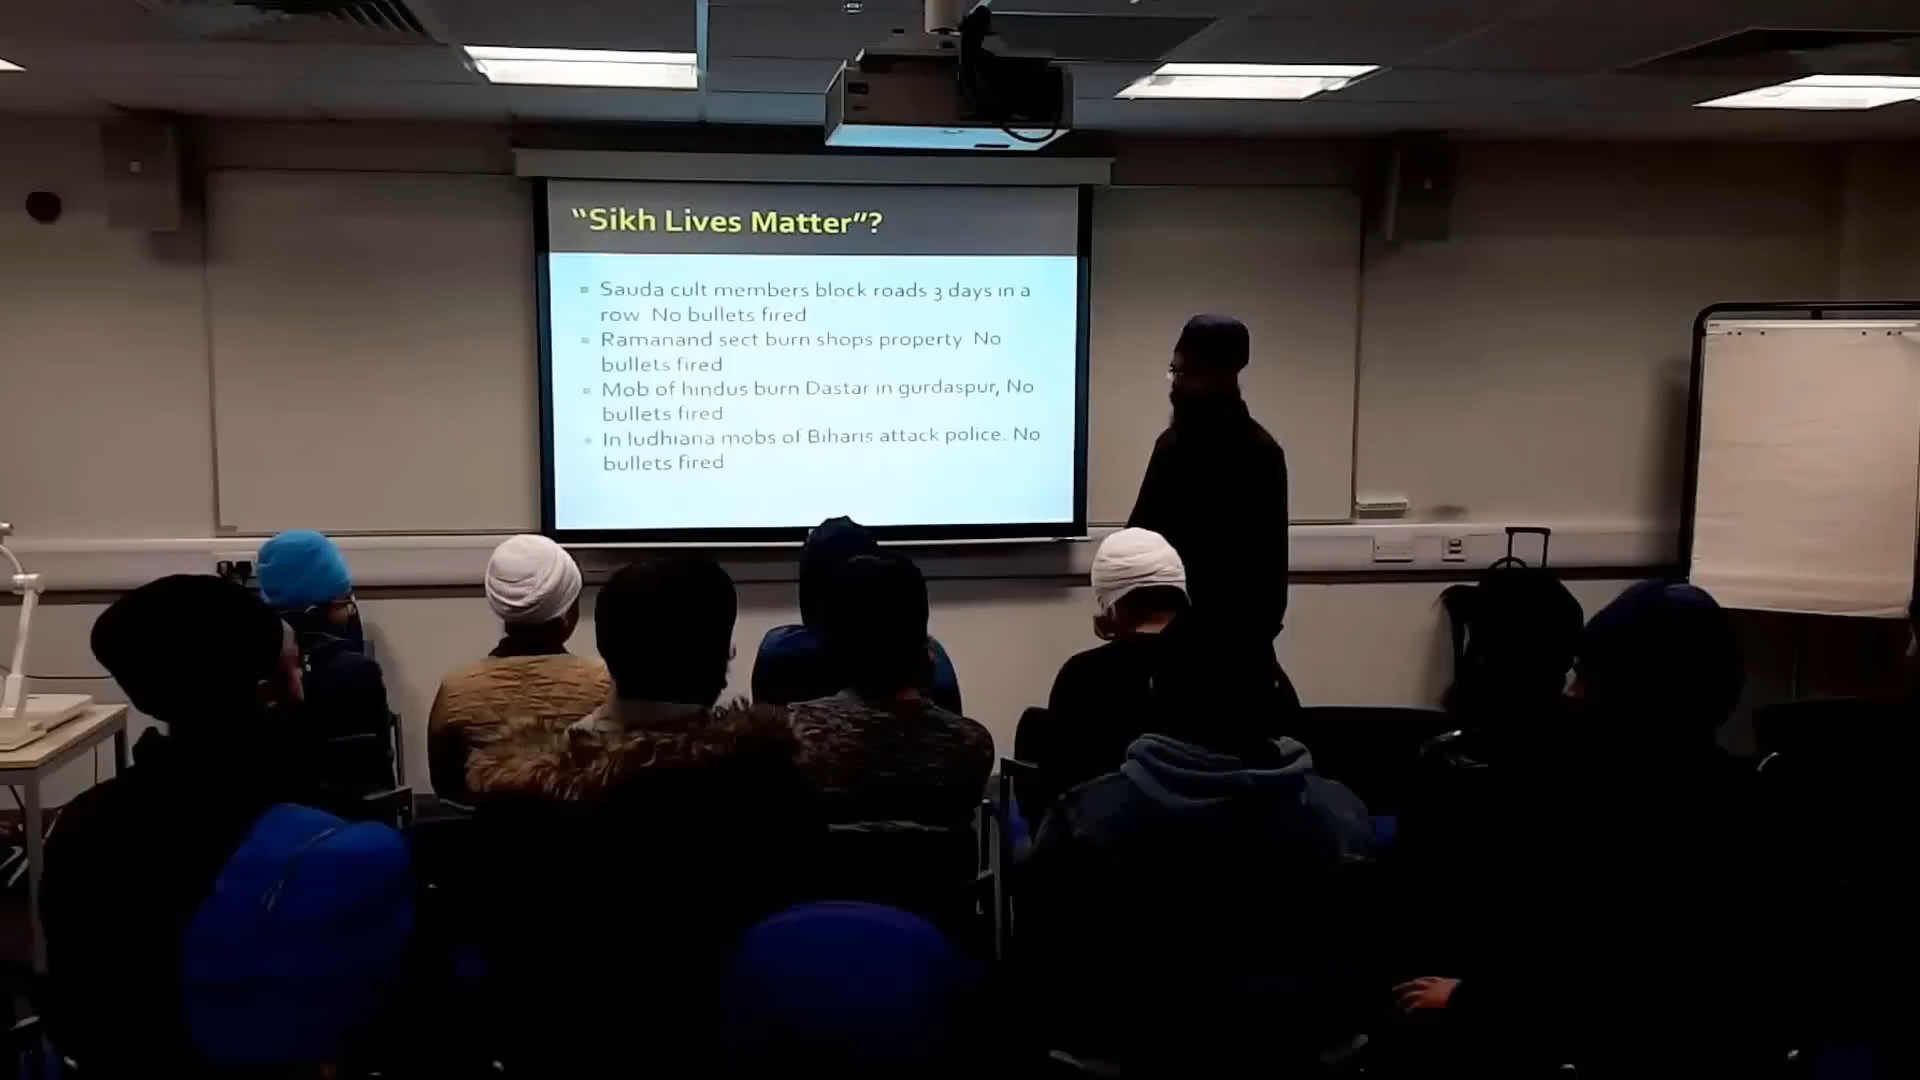 “Sikh Lives Matter”?
Sauda cult members block roads 3 days in a
row No bullets fired
Ramanand sect burn shops property No
bullets fired
Mob of hindus burn Dastar in gurdaspur, No
bullets fired
In ludhiana mobs of Biharis attack police. No
bullets fired